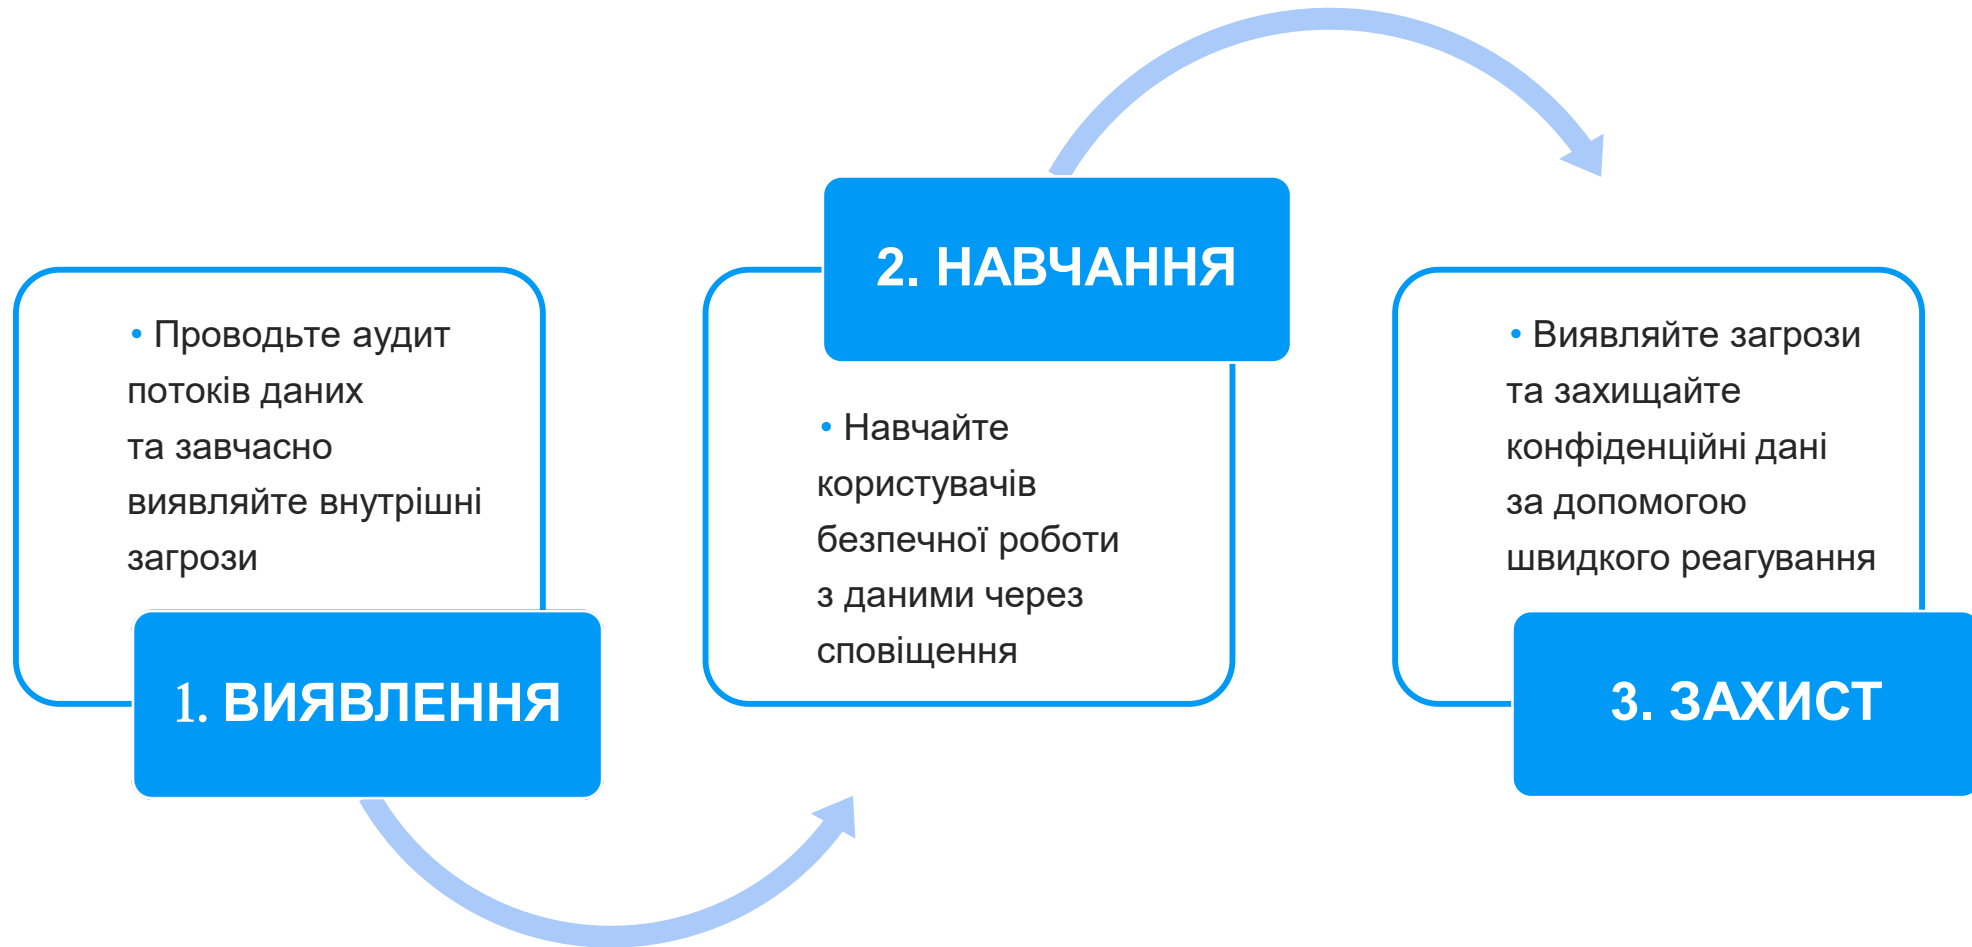 • Проводьте аудит
потоків даних
та завчасно
виявляйте внутрішні
загрози
1. ВИЯВЛЕННЯ
2. НАВЧАННЯ
• Навчайте
користувачів
безпечної роботи
з даними через
сповіщення
• Виявляйте загрози
та захищайте
конфіденційні дані
за допомогою
швидкого реагування
3. ЗАХИСТ